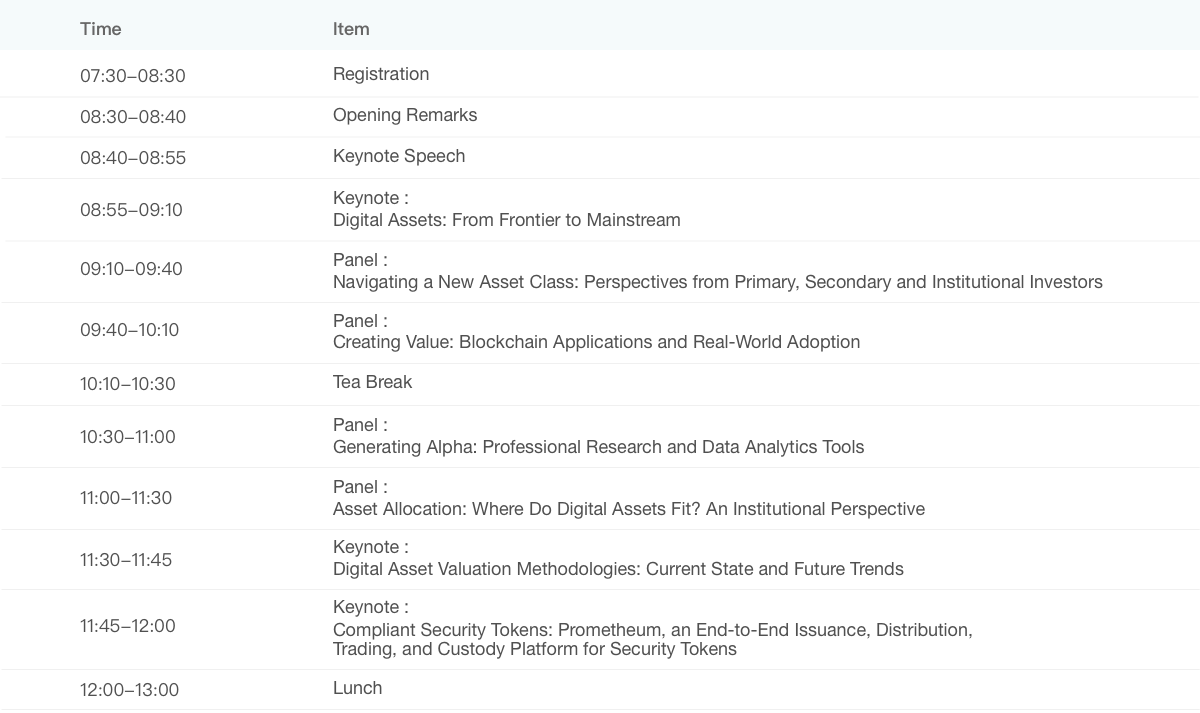 Time Item
07:30–08:30 Registration
08:30–08:40 Opening Remarks
08:40–08:55 Keynote Speech
08:55–09:10 Keynote :
Digital Assets: From Frontier to Mainstream
09:10–09:40 Panel :
Navigating a New Asset Class: Perspectives from Primary, Secondary and Institutional Investors
09:40–10:10 Panel :
Creating Value: Blockchain Applications and Real-World Adoption
10:10–10:30 Tea Break
10:30–11:00 Panel :
Generating Alpha: Professional Research and Data Analytics Tools
11:00–11:30 Panel :
Asset Allocation: Where Do Digital Assets Fit? An Institutional Perspective
11:30–11:45 Keynote :
Digital Asset Valuation Methodologies: Current State and Future Trends
11:45–12:00 Keynote :
Compliant Security Tokens: Prometheum, an End-to-End Issuance, Distribution,
Trading, and Custody Platform for Security Tokens
12:00–13:00 Lunch